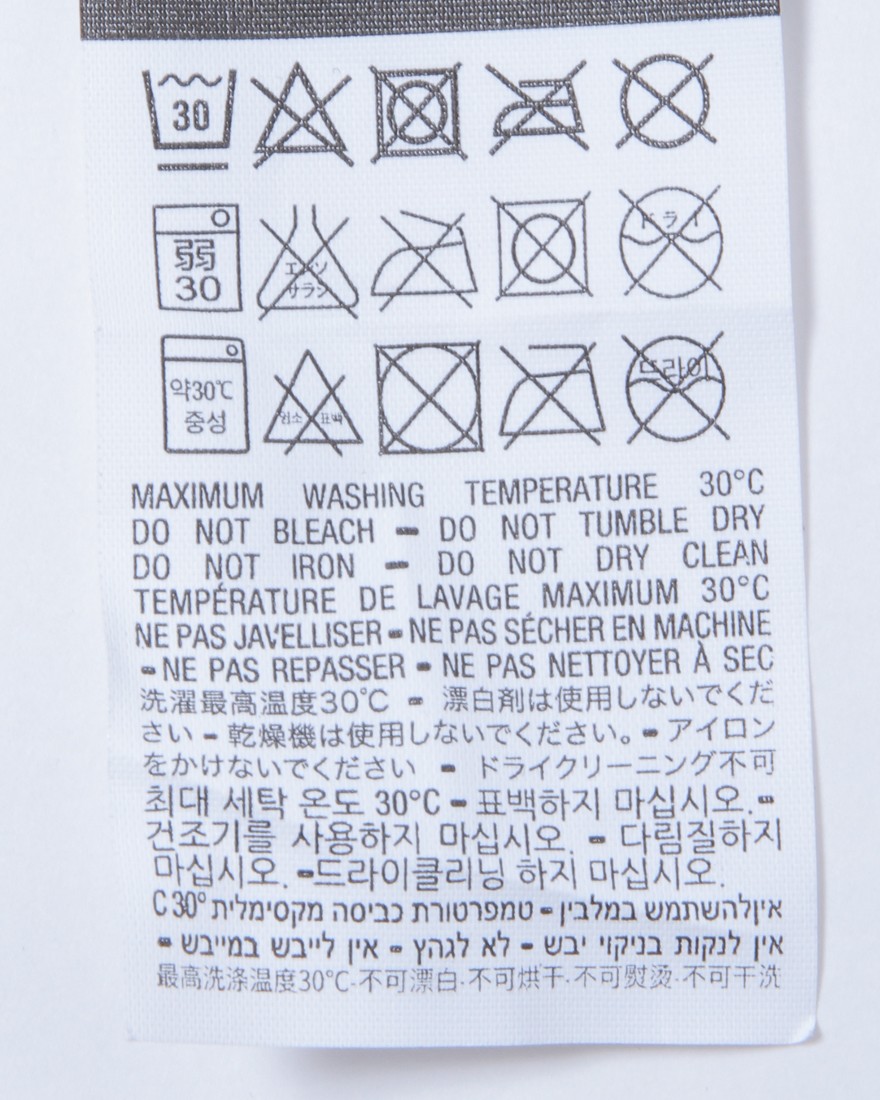 30
ドライ
弱
30
エンソ
サラシ
약30℃
중성
염소 표백
드라이
MAXIMUM WASHING TEMPERATURE 30°C
DO NOT BLEACH - DO NOT TUMBLE DRY
DO NOT IRON - DO NOT DRY CLEAN
TEMPÉRATURE DE LAVAGE MAXIMUM 30°C
NE PAS JAVELLISER - NE PAS SÉCHER EN MACHINE
- NE PAS REPASSER - NE PAS NETTOYER À SEC
洗濯最高温度30℃ - 漂白剤は使用しないでくだ
さい - 乾燥機は使用しないでください。- アイロン
をかけないでください - ドライクリーニング不可
최대 세탁 온도 30°C - 표백하지 마십시오. -
건조기를 사용하지 마십시오. - 다림질하지
마십시오. -드라이클리닝 하지 마십시오.
איןלהשתמש במלבין - טמפרטורת כביסה מקסימלית 30° C
אין לנקות בניקוי יבש - לא לגהץ - אין לייבש במייבש -
最高洗涤温度30°C-不可漂白-不可烘干-不可熨烫-不可干洗